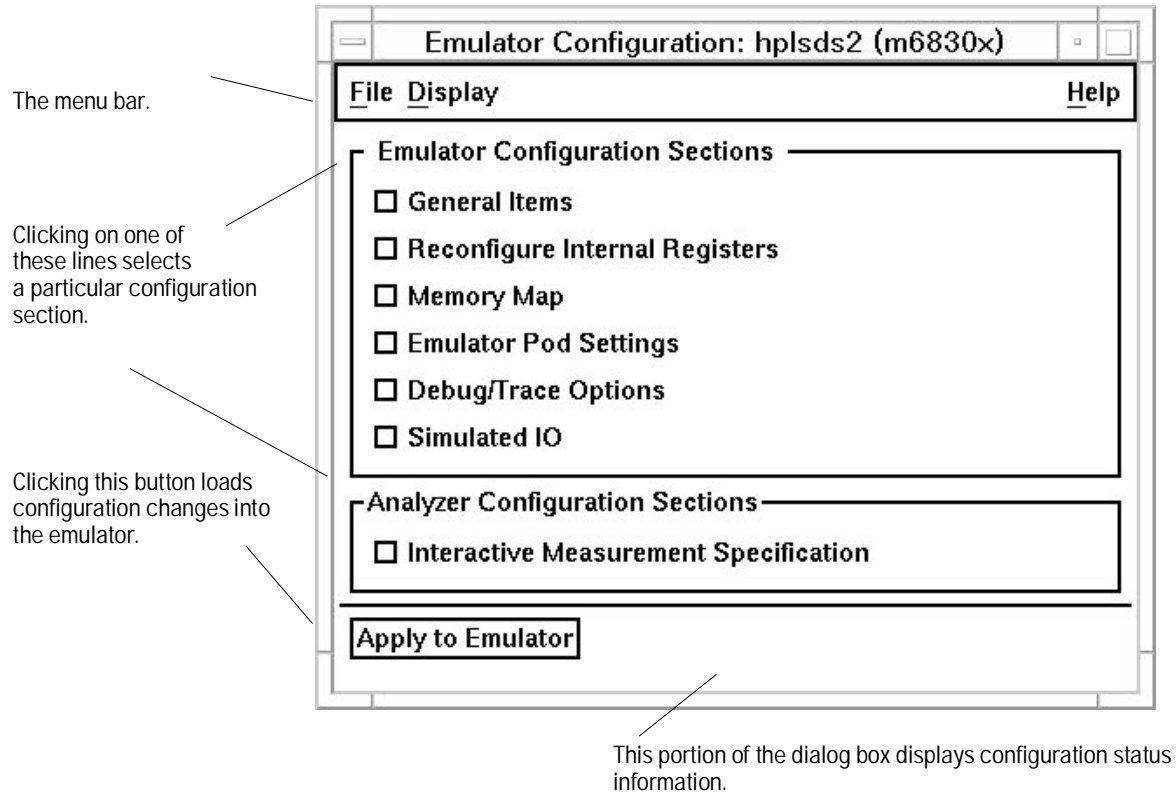 Emulator Configuration: hplsds2 (m6830x)
The menu bar.
File Display Help
Emulator Configuration Sections
General Items
Reconfigure Internal Registers
Memory Map
Emulator Pod Settings
Debug/Trace Options
Simulated IO
Clicking on one of
these lines selects
a particular configuration
section.
Analyzer Configuration Sections
Interactive Measurement Specification
Clicking this button loads
configuration changes into
the emulator.
Apply to Emulator
This portion of the dialog box displays configuration status
information.